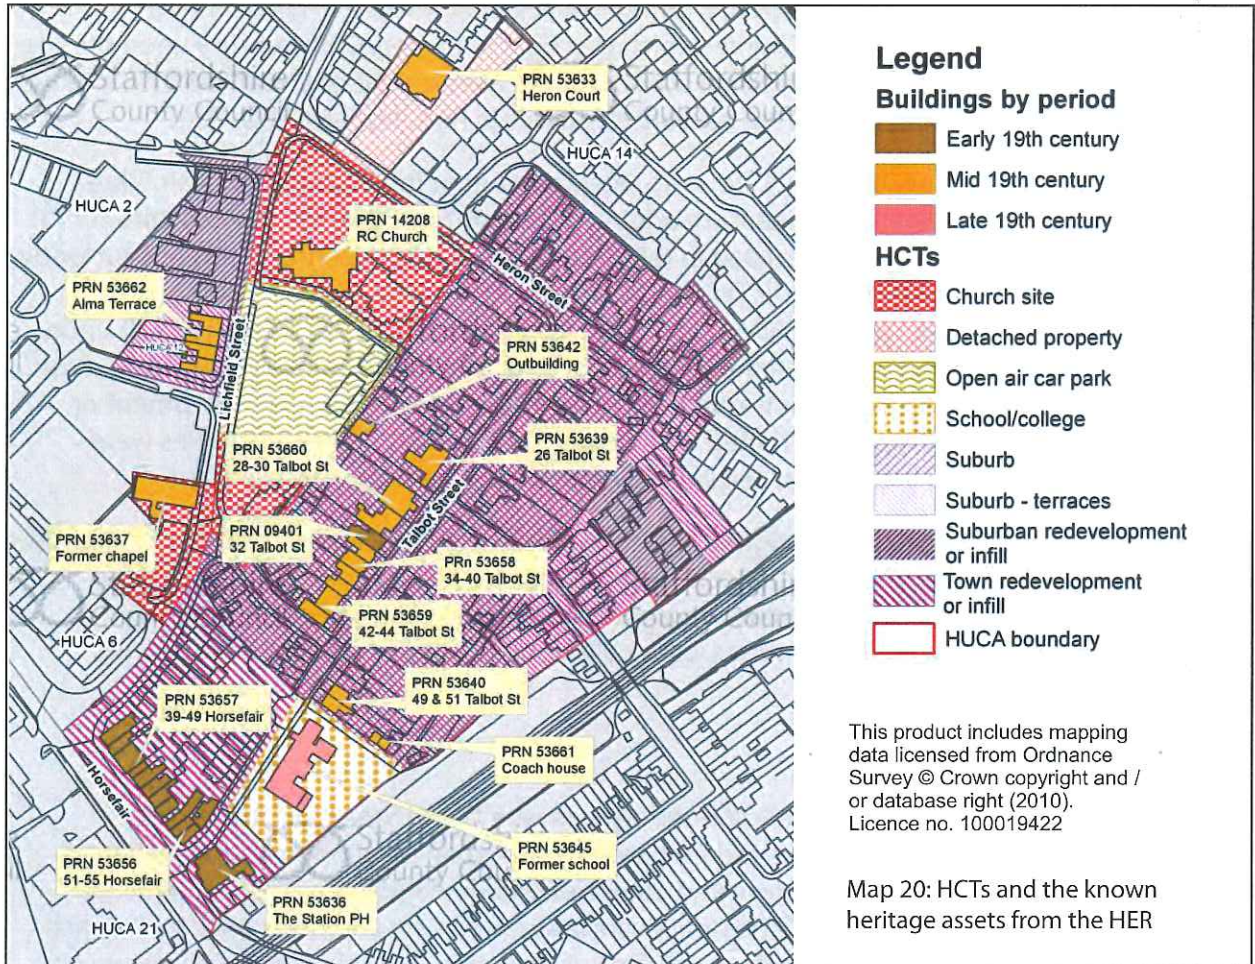 Staffordshire
County Council
PRN 53633
Heron Court
HUCA 14
HUCA 2
PRN 14208
RC Church
Heron Street
PRN 53662
Alma Terrace
Lichfield Street
PRN 53642
Outbuilding
PRN 53660
28-30 Talbot St
PRN 53639
26 Talbot St
Talbot Street
PRN 09401
32 Talbot St
PRN 53637
Former chapel
PRn 53658
34-40 Talbot St
PRN 53659
42-44 Talbot St
HUCA 6
PRN 53640
49 & 51 Talbot St
PRN 53657
39-49 Horsefair
PRN 53661
Coach house
Horsefair
PRN 53645
Former school
PRN 53656
51-55 Horsefair
PRN 53636
The Station PH
HUCA 21
Legend
Buildings by period
Early 19th century
Mid 19th century
Late 19th century
HCTs
Church site
Detached property
Open air car park
School/college
Suburb
Suburb - terraces
Suburban redevelopment
or infill
Town redevelopment
or infill
HUCA boundary
This product includes mapping
data licensed from Ordnance
Survey © Crown copyright and /
or database right (2010).
Licence no. 100019422
Map 20: HCTs and the known
heritage assets from the HER